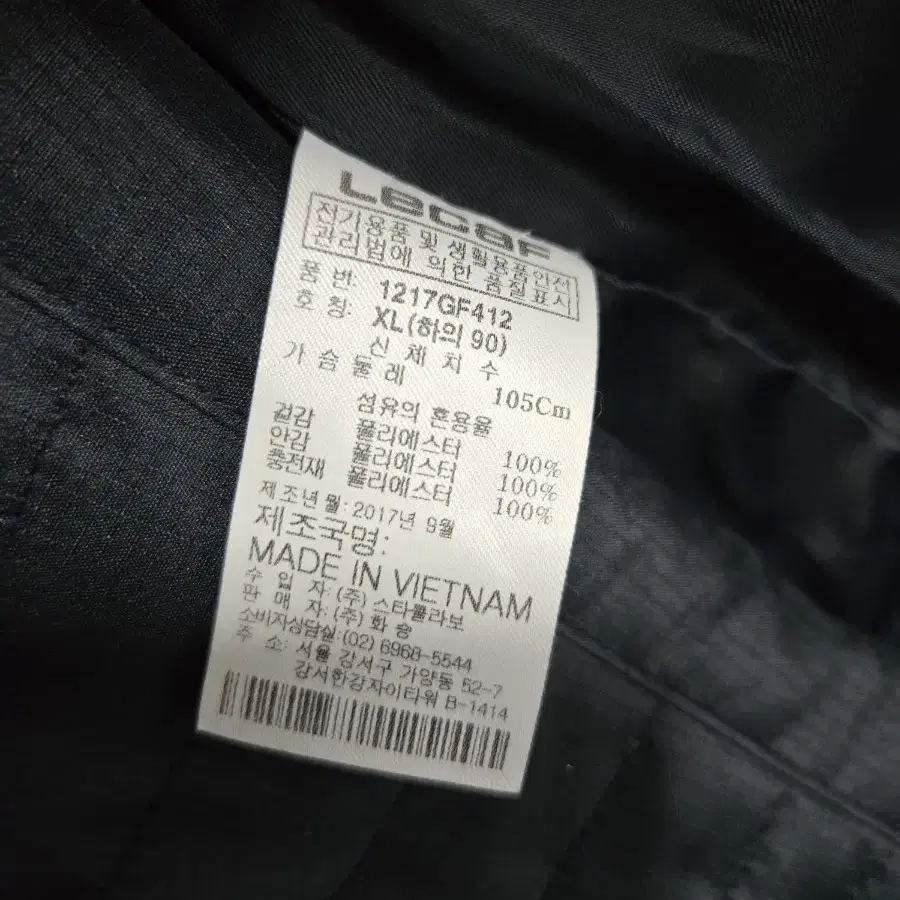 Lecaf
전기용품 및 생활용품안전
관리법에 의한 품질표시
품 번: 1217GF412
호 칭: XL(하의 90)
신 체 치 수
가 슴 둘 레 105Cm
섬유의 혼용율
겉감 폴리에스터 100%
안감 폴리에스터 100%
충전재 폴리에스터 100%
제조년월: 2017년 9월
제조국명:
MADE IN VIETNAM
수 입 자: (주) 스타콜라보
판 매 자: (주) 화 승
소비자상담실: (02) 6968-5544
주 소: 서울 강서구 가양동 52-7
강서한강자이타워 B-1414